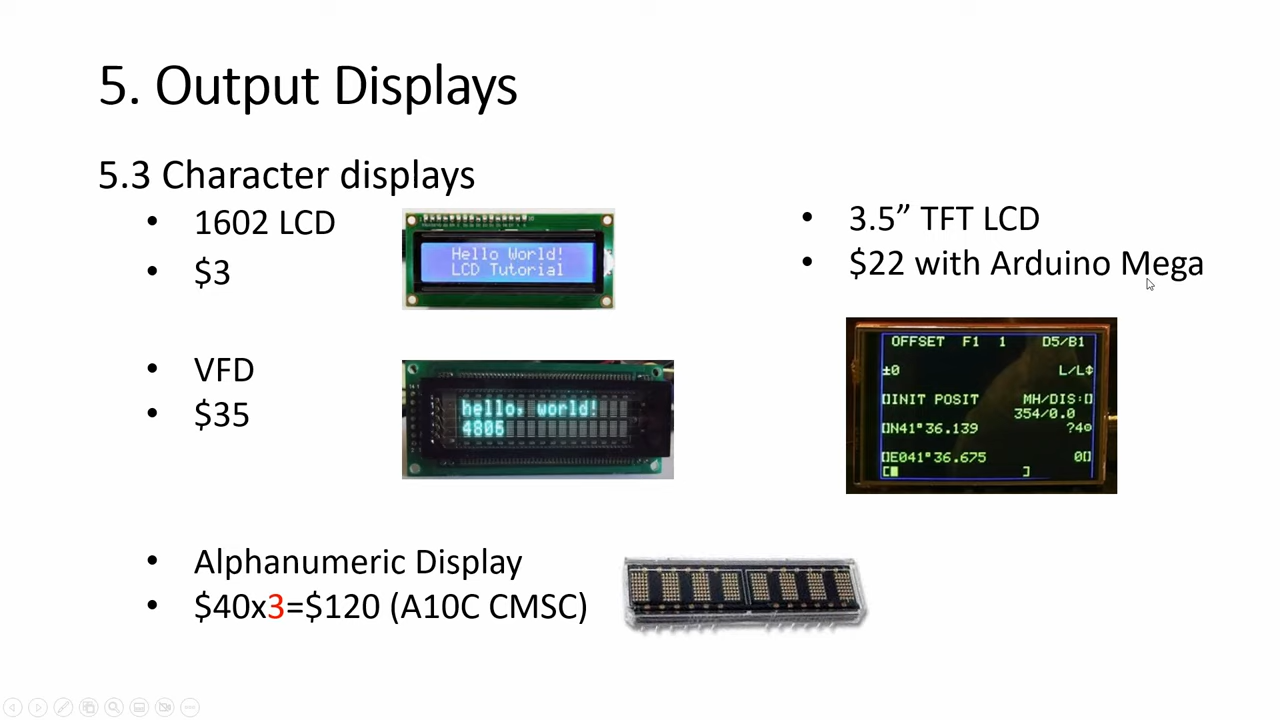 5. Output Displays
5.3 Character displays
• 1602 LCD
• $3
Hello World!
LCD Tutorial
• VFD
• $35
hello, world!
4805
• Alphanumeric Display
• $40x3=$120 (A10C CMSC)
• 3.5” TFT LCD
• $22 with Arduino Mega
OFFSET F1 1 D5/B1
±0 L/L↕
[]INIT POSIT MH/DIS:[]
354/0.0
[]N41°36.139 ?4⊙
[]E041°36.675 0[]
[█ ]